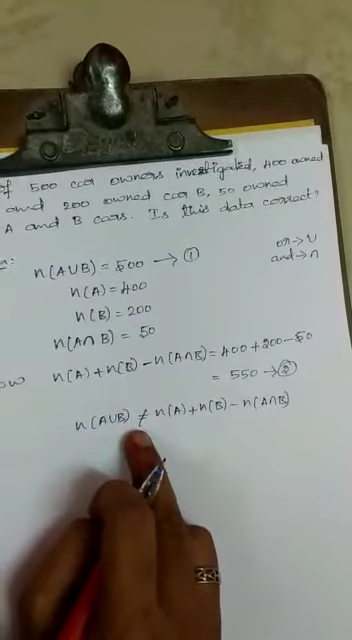 of 500 car owners investigated, 400 owned
and 200 owned car B, 50 owned
A and B cars. Is this data correct?
n(A∪B) = 500 → ①
or → ∪
and → ∩
n(A) = 400
n(B) = 200
n(A∩B) = 50
n(A) + n(B) - n(A∩B) = 400 + 200 - 50
= 550 → ②
n(A∪B) ≠ n(A) + n(B) - n(A∩B)